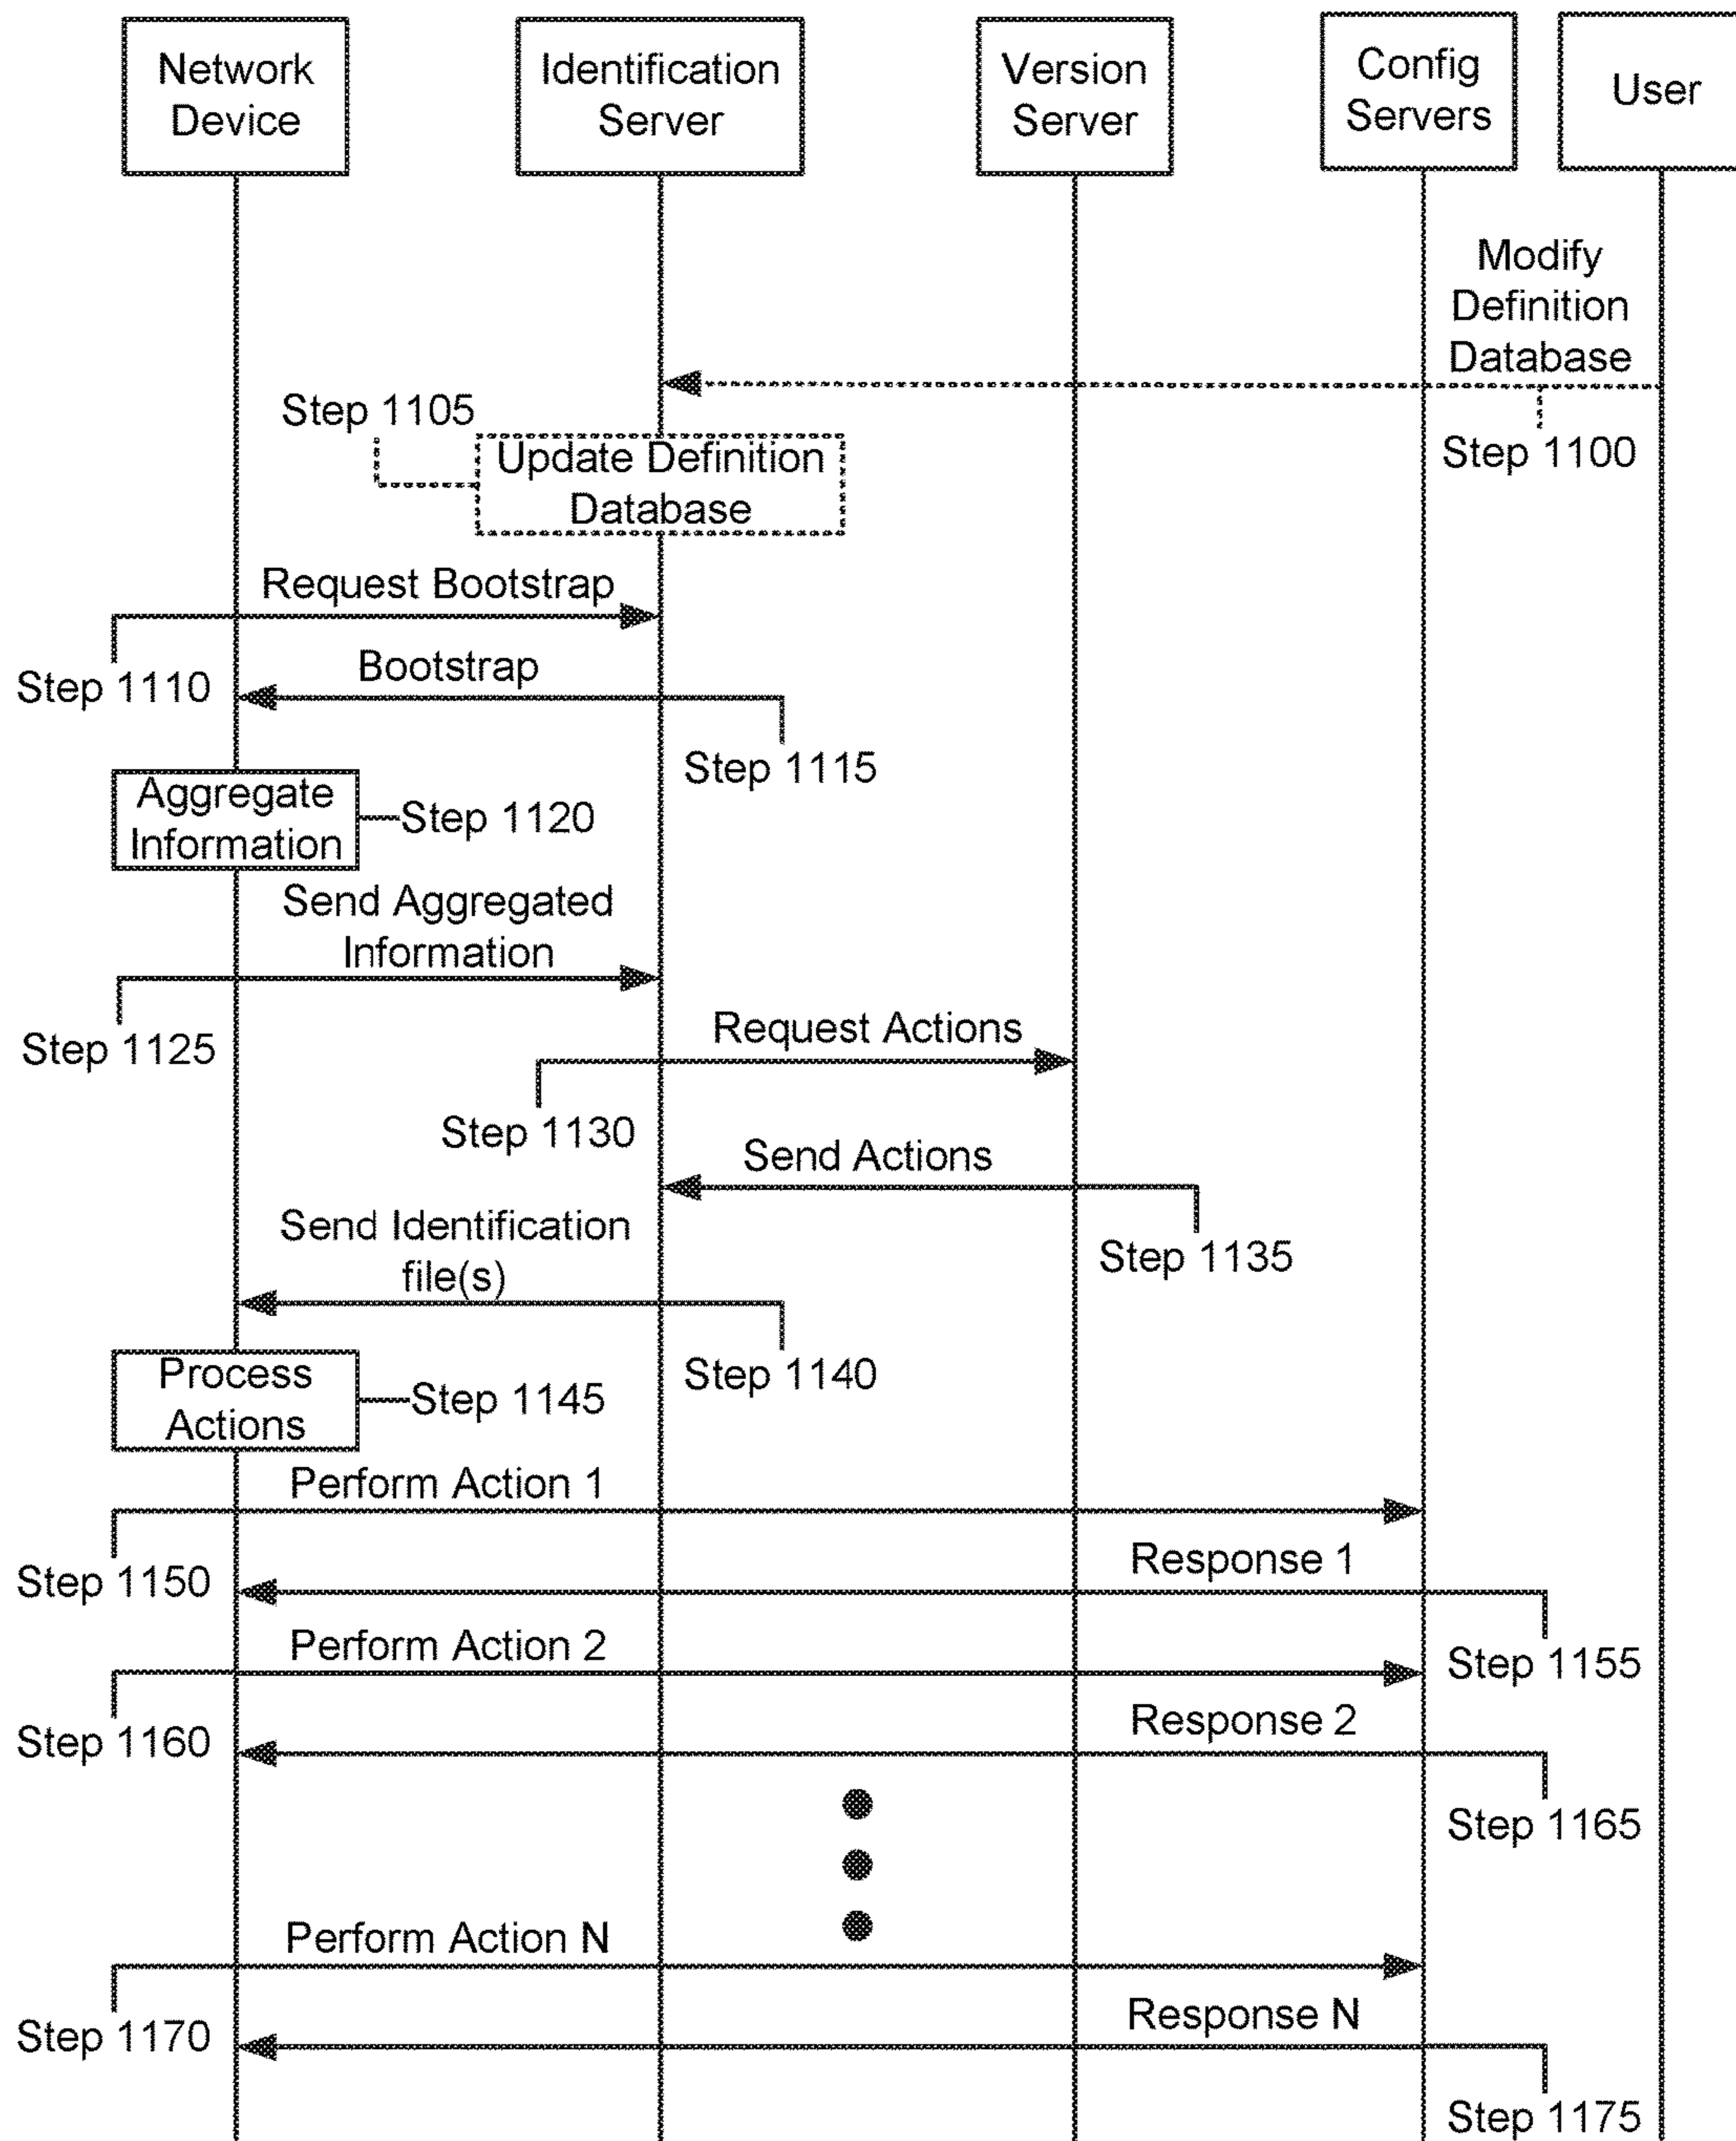 Network
Device
Identification
Server
Version
Server
Config
Servers
User
Modify
Definition
Database
Step 1100
Step 1105
Update Definition
Database
Request Bootstrap
Step 1110
Bootstrap
Step 1115
Aggregate
Information
Step 1120
Send Aggregated
Information
Step 1125
Request Actions
Step 1130
Send Actions
Step 1135
Send Identification
file(s)
Step 1140
Process
Actions
Step 1145
Perform Action 1
Step 1150
Response 1
Step 1155
Perform Action 2
Step 1160
Response 2
Step 1165
Perform Action N
Step 1170
Response N
Step 1175